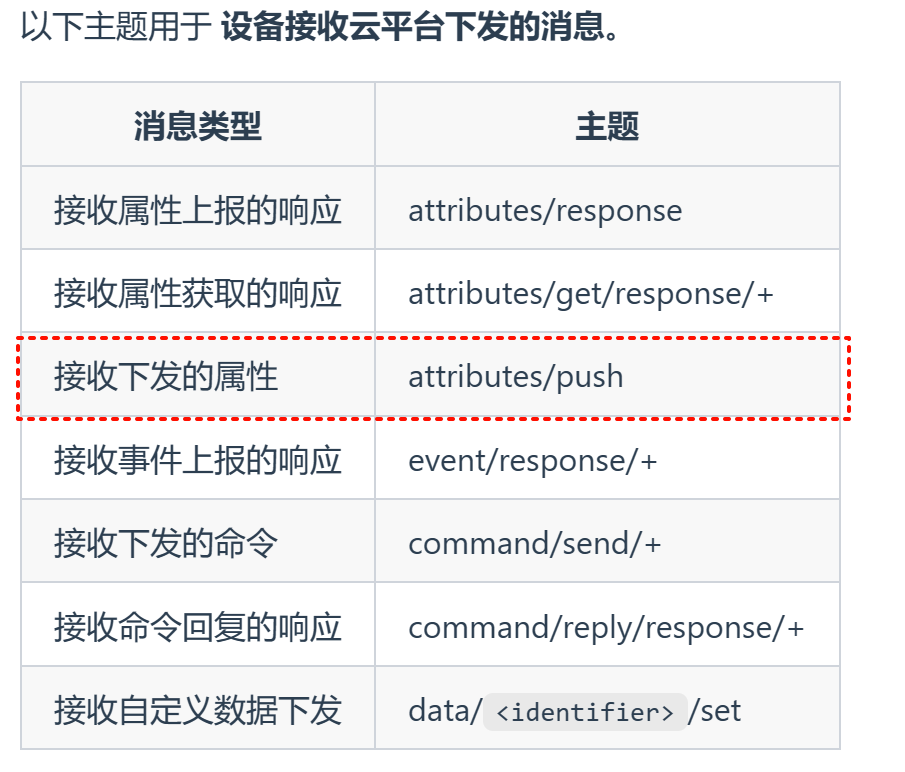 以下主题用于 设备接收云平台下发的消息。
消息类型 主题
接收属性上报的响应 attributes/response
接收属性获取的响应 attributes/get/response/+
接收下发的属性 attributes/push
接收事件上报的响应 event/response/+
接收下发的命令 command/send/+
接收命令回复的响应 command/reply/response/+
接收自定义数据下发 data/<identifier>/set